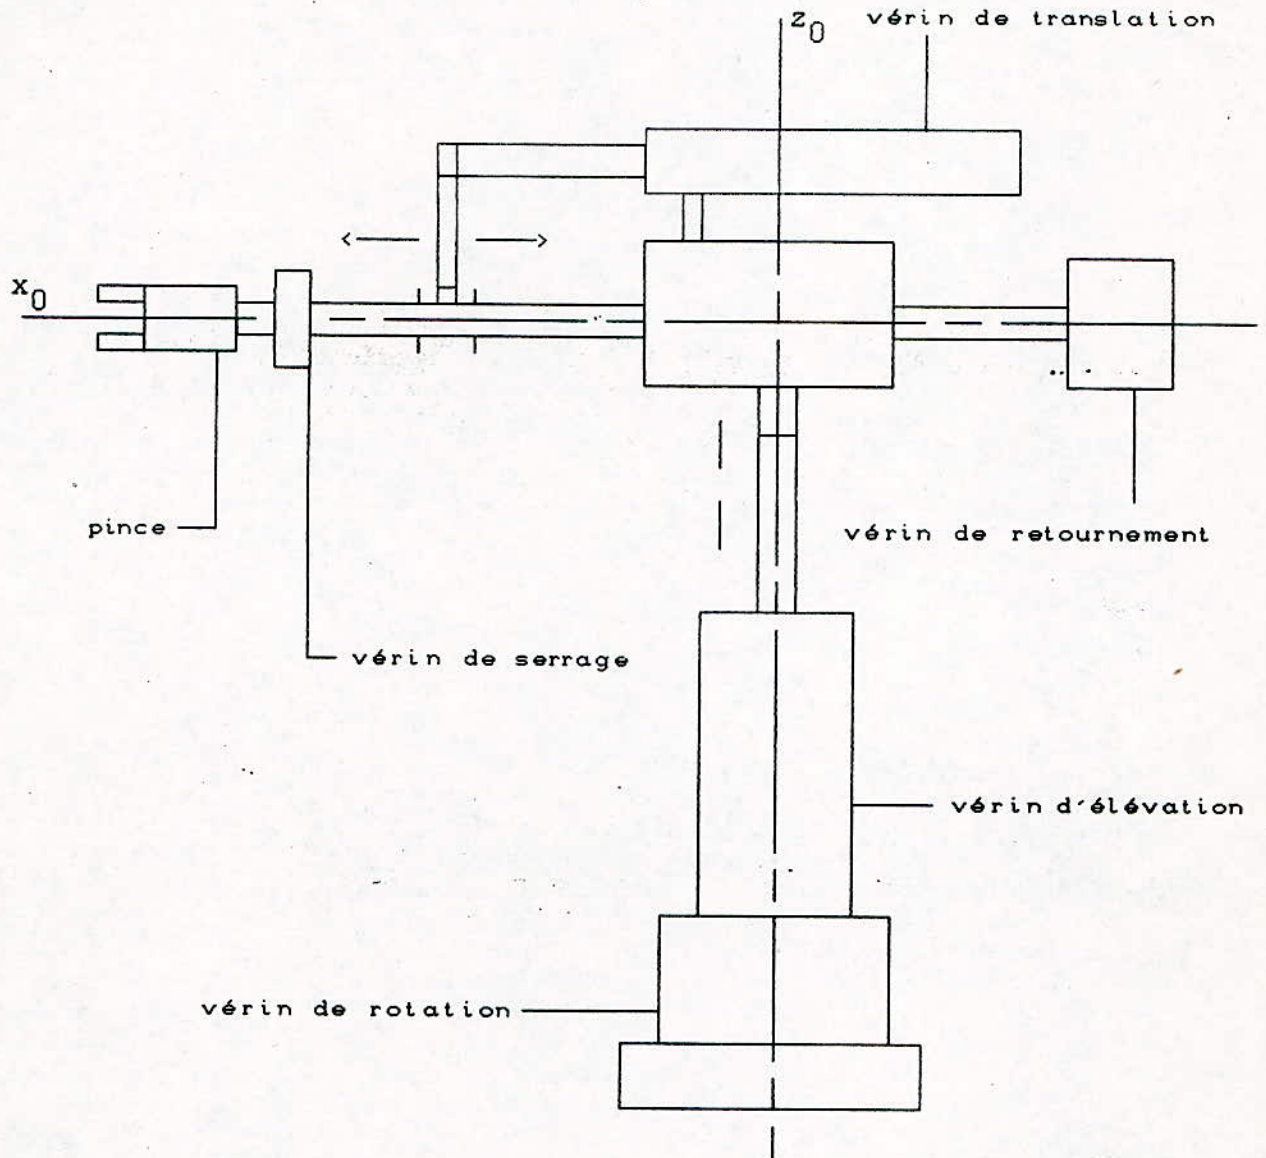 z0
vérin de translation
x0
pince
vérin de retournement
vérin de serrage
vérin d'élévation
vérin de rotation